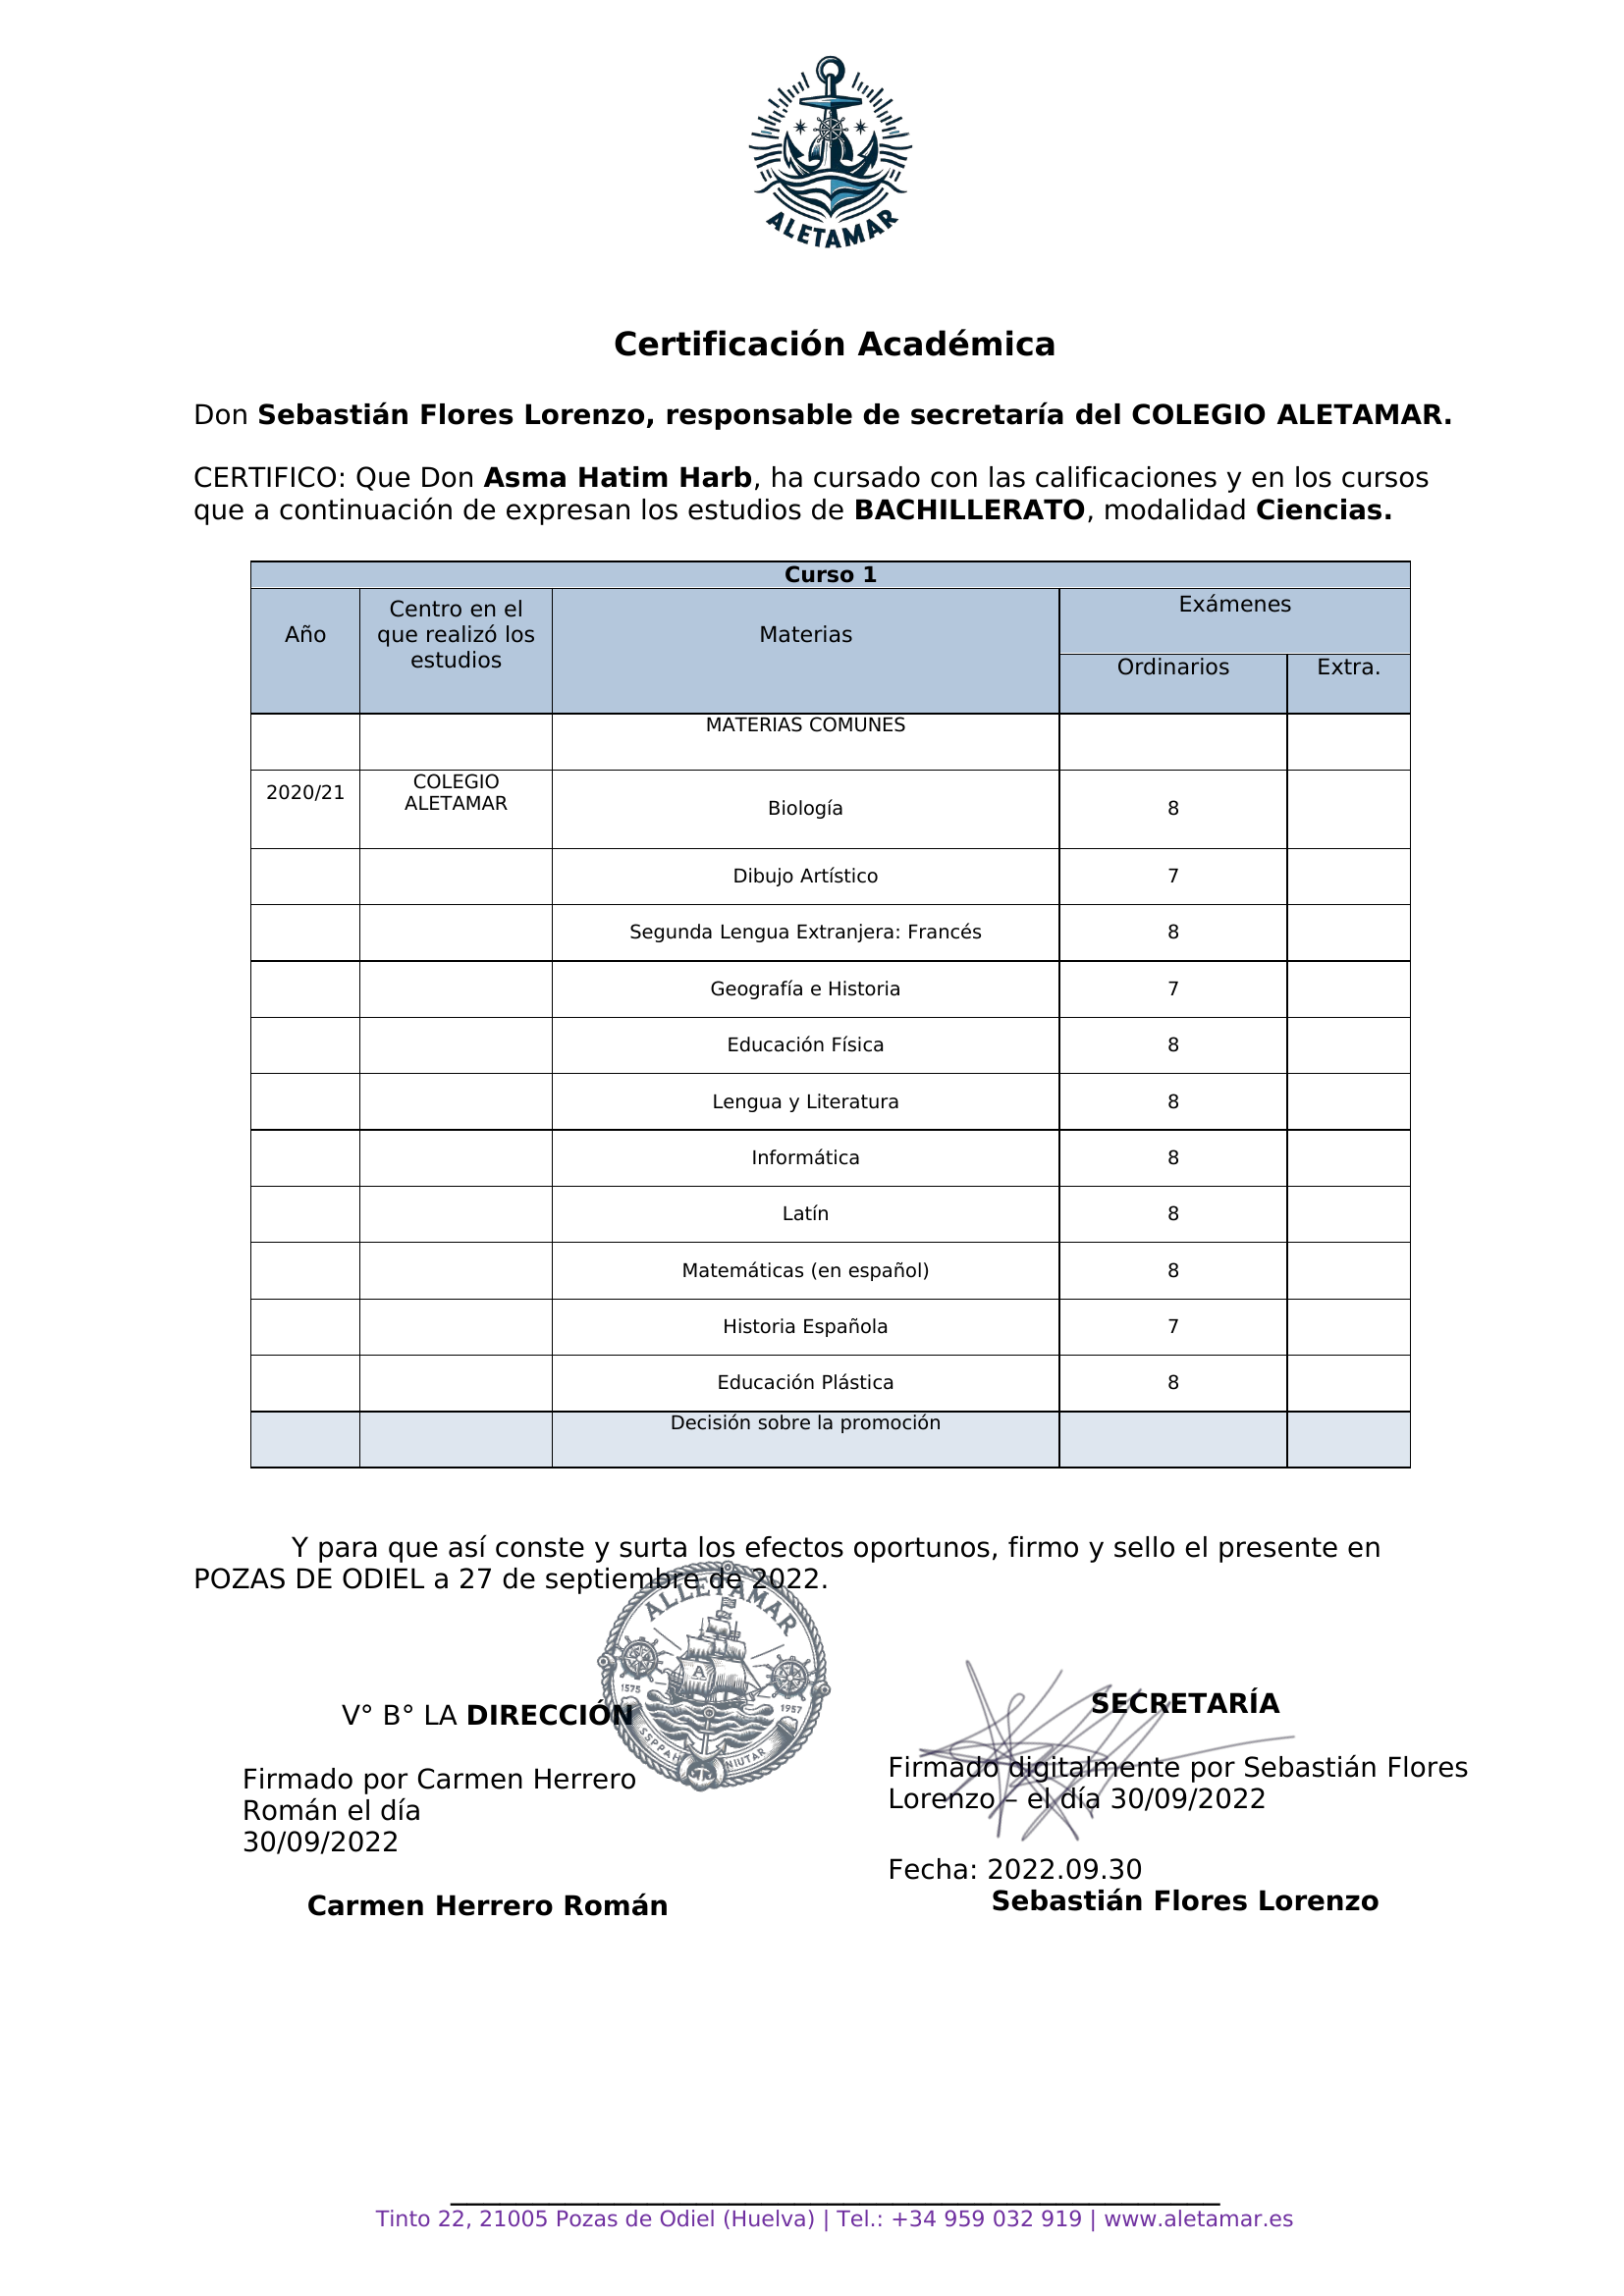 ALETAMAR
Certificación Académica
Don Sebastián Flores Lorenzo, responsable de secretaría del COLEGIO ALETAMAR.
CERTIFICO: Que Don Asma Hatim Harb, ha cursado con las calificaciones y en los cursos
que a continuación de expresan los estudios de BACHILLERATO, modalidad Ciencias.
Curso 1
Año
Centro en el
que realizó los
estudios
Materias
Exámenes
Ordinarios
Extra.
MATERIAS COMUNES
2020/21
COLEGIO
ALETAMAR
Biología
8
Dibujo Artístico
7
Segunda Lengua Extranjera: Francés
8
Geografía e Historia
7
Educación Física
8
Lengua y Literatura
8
Informática
8
Latín
8
Matemáticas (en español)
8
Historia Española
7
Educación Plástica
8
Decisión sobre la promoción
Y para que así conste y surta los efectos oportunos, firmo y sello el presente en
POZAS DE ODIEL a 27 de septiembre de 2022.
ALLETAMAR
A
1575
1957
SSPPAH NIUTAR
V° B° LA DIRECCIÓN
Firmado por Carmen Herrero
Román el día
30/09/2022
Carmen Herrero Román
SECRETARÍA
Firmado digitalmente por Sebastián Flores
Lorenzo – el día 30/09/2022
Fecha: 2022.09.30
Sebastián Flores Lorenzo
Tinto 22, 21005 Pozas de Odiel (Huelva) | Tel.: +34 959 032 919 | www.aletamar.es